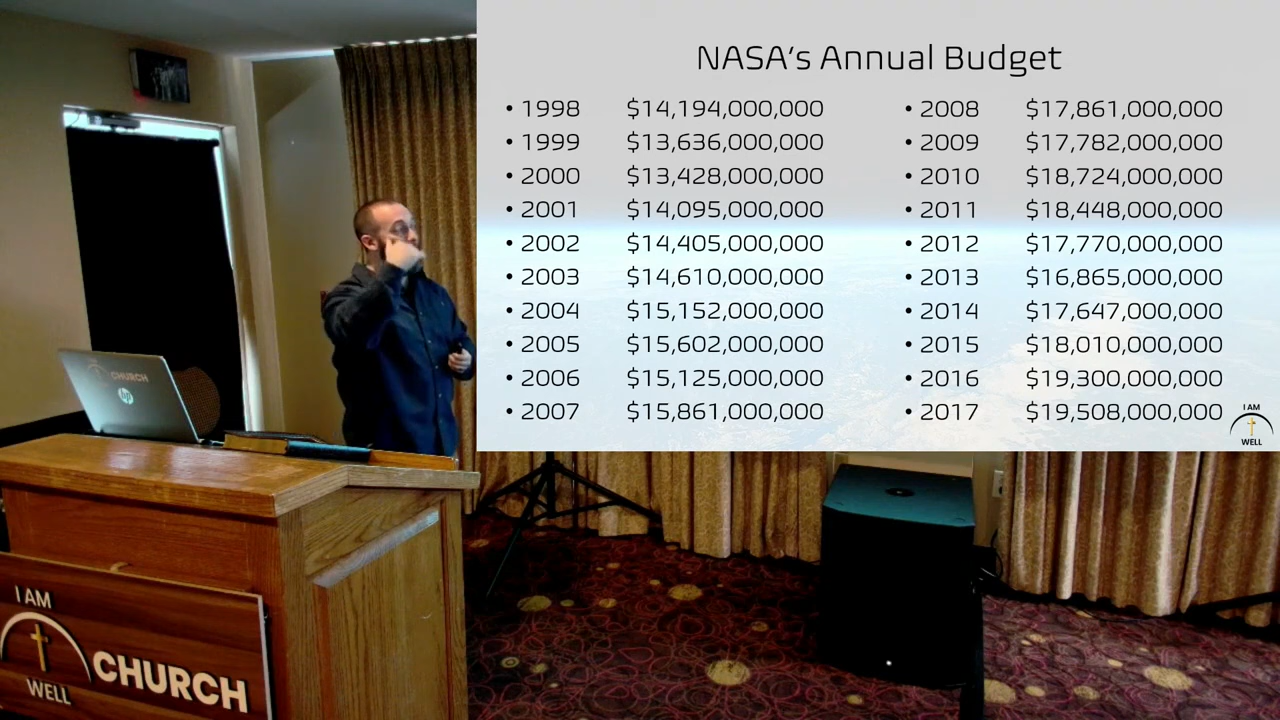 NASA's Annual Budget
• 1998 $14,194,000,000
• 1999 $13,636,000,000
• 2000 $13,428,000,000
• 2001 $14,095,000,000
• 2002 $14,405,000,000
• 2003 $14,610,000,000
• 2004 $15,152,000,000
• 2005 $15,602,000,000
• 2006 $15,125,000,000
• 2007 $15,861,000,000
• 2008 $17,861,000,000
• 2009 $17,782,000,000
• 2010 $18,724,000,000
• 2011 $18,448,000,000
• 2012 $17,770,000,000
• 2013 $16,865,000,000
• 2014 $17,647,000,000
• 2015 $18,010,000,000
• 2016 $19,300,000,000
• 2017 $19,508,000,000
I AM
WELL
CHURCH
hp
I AM
CHURCH
WELL